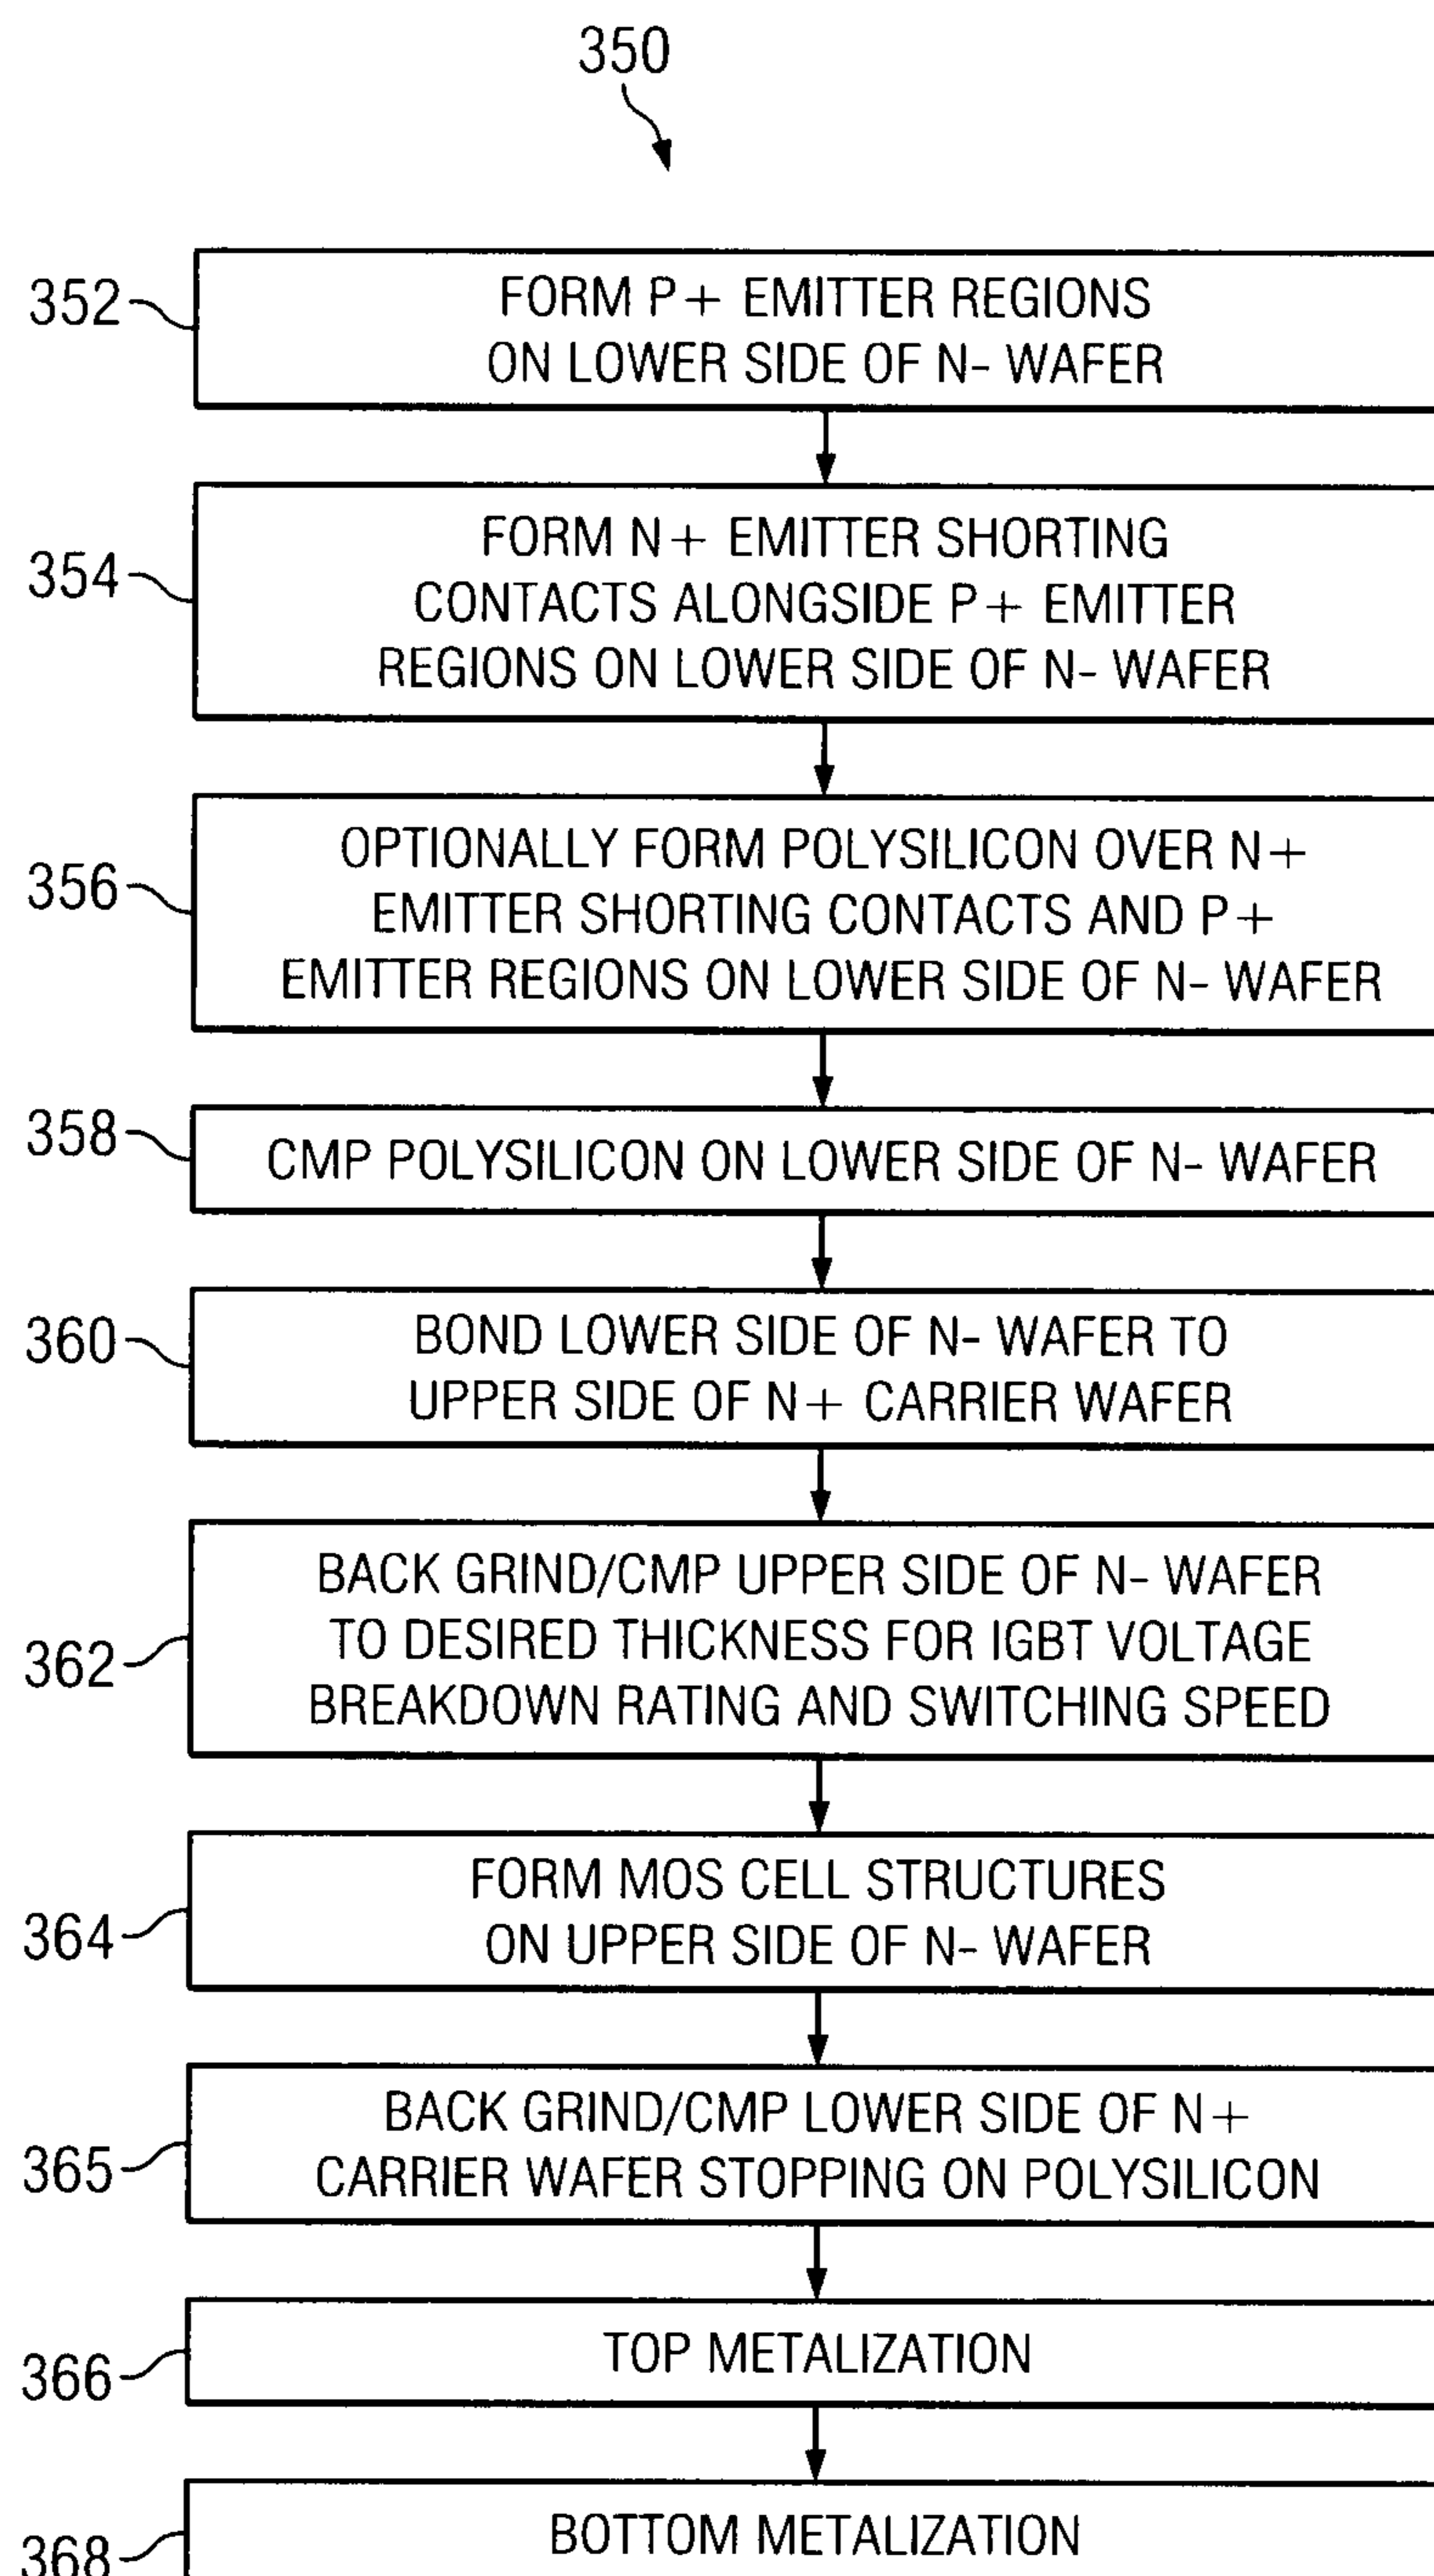 350
352
FORM P+ EMITTER REGIONS
ON LOWER SIDE OF N- WAFER
354
FORM N+ EMITTER SHORTING
CONTACTS ALONGSIDE P+ EMITTER
REGIONS ON LOWER SIDE OF N- WAFER
356
OPTIONALLY FORM POLYSILICON OVER N+
EMITTER SHORTING CONTACTS AND P+
EMITTER REGIONS ON LOWER SIDE OF N- WAFER
358
CMP POLYSILICON ON LOWER SIDE OF N- WAFER
360
BOND LOWER SIDE OF N- WAFER TO
UPPER SIDE OF N+ CARRIER WAFER
362
BACK GRIND/CMP UPPER SIDE OF N- WAFER
TO DESIRED THICKNESS FOR IGBT VOLTAGE
BREAKDOWN RATING AND SWITCHING SPEED
364
FORM MOS CELL STRUCTURES
ON UPPER SIDE OF N- WAFER
365
BACK GRIND/CMP LOWER SIDE OF N+
CARRIER WAFER STOPPING ON POLYSILICON
366
TOP METALIZATION
368
BOTTOM METALIZATION